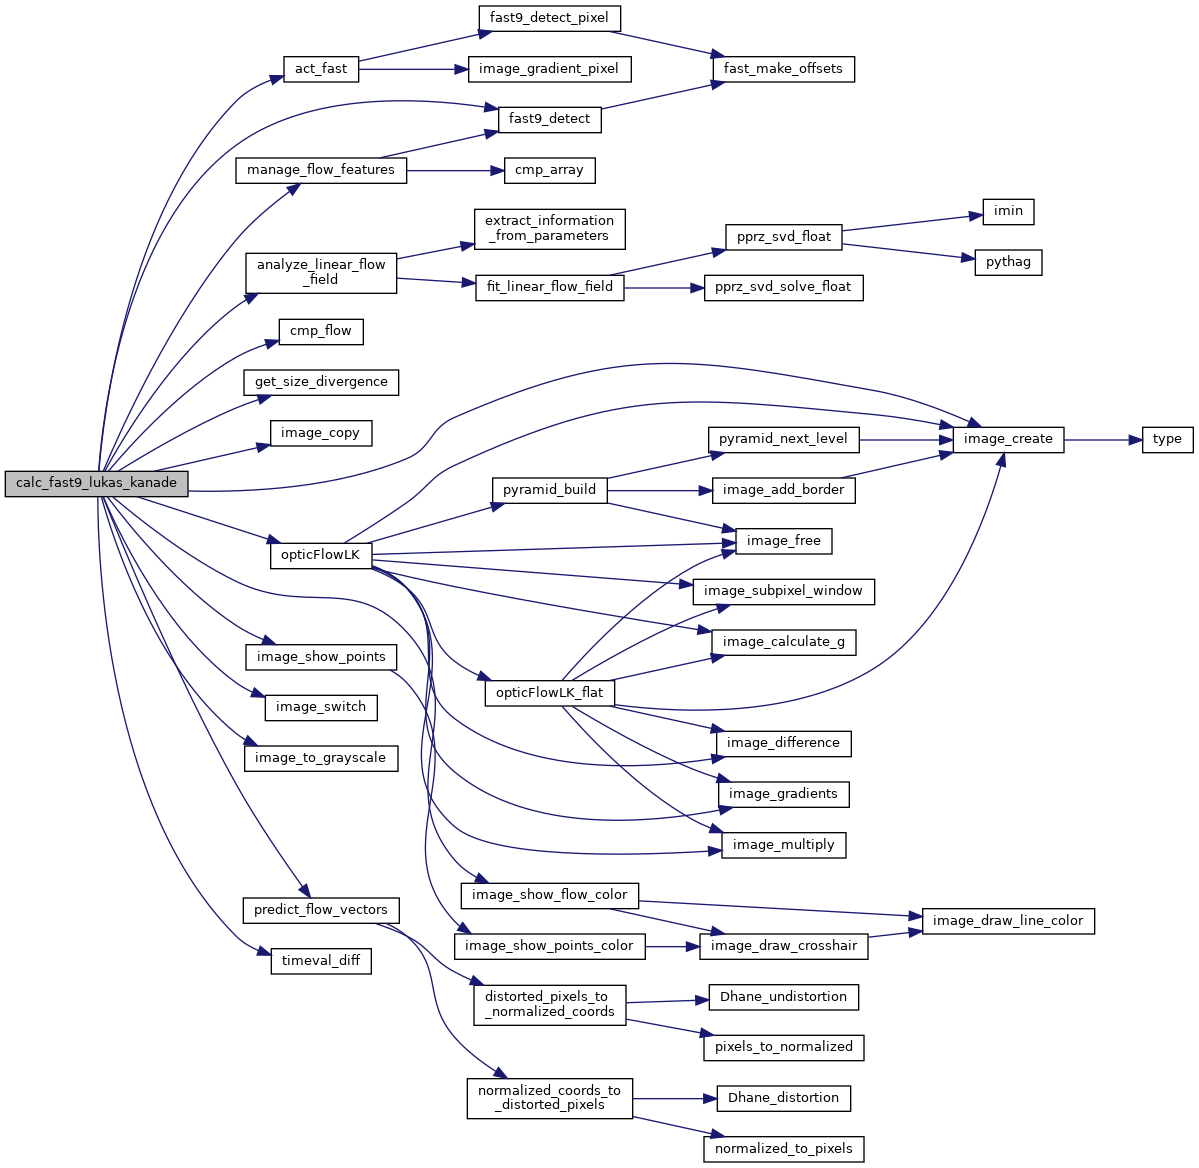 fast9_detect_pixel
act_fast
image_gradient_pixel
fast_make_offsets
fast9_detect
manage_flow_features
cmp_array
imin
extract_information
_from_parameters
pprz_svd_float
analyze_linear_flow
_field
pythag
fit_linear_flow_field
pprz_svd_solve_float
cmp_flow
get_size_divergence
image_copy
pyramid_next_level
image_create
type
calc_fast9_lukas_kanade
pyramid_build
image_add_border
opticFlowLK
image_free
image_subpixel_window
image_calculate_g
image_show_points
opticFlowLK_flat
image_switch
image_difference
image_to_grayscale
image_gradients
image_multiply
image_show_flow_color
predict_flow_vectors
image_draw_line_color
image_show_points_color
image_draw_crosshair
timeval_diff
distorted_pixels_to
_normalized_coords
Dhane_undistortion
pixels_to_normalized
normalized_coords_to
_distorted_pixels
Dhane_distortion
normalized_to_pixels